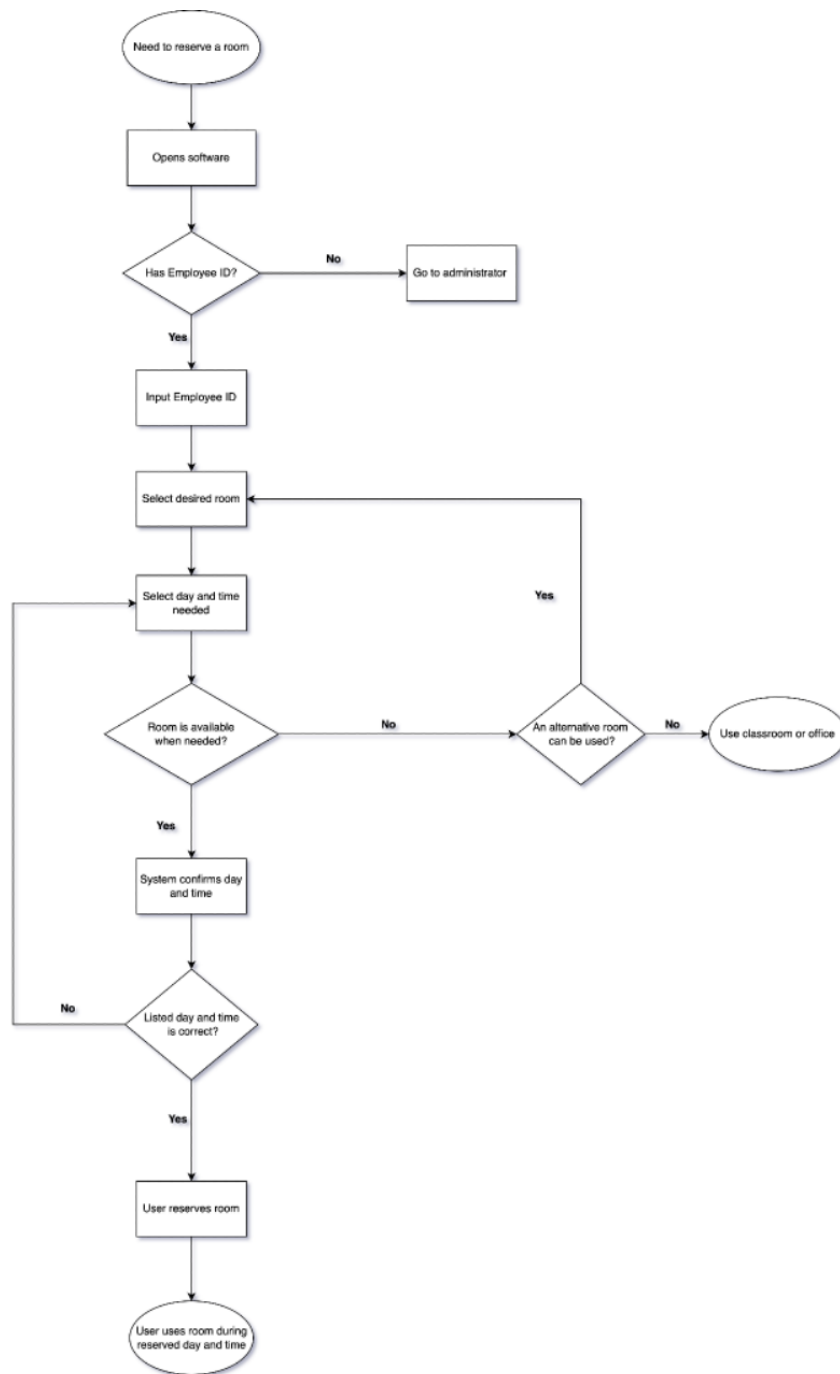 Need to reserve a room
Opens software
Has Employee ID?
No
Go to administrator
Yes
Input Employee ID
Select desired room
Select day and time
needed
Yes
Room is available
when needed?
No
An alternative room
can be used?
No
Use classroom or office
Yes
System confirms day
and time
No
Listed day and time
is correct?
Yes
User reserves room
User uses room during
reserved day and time